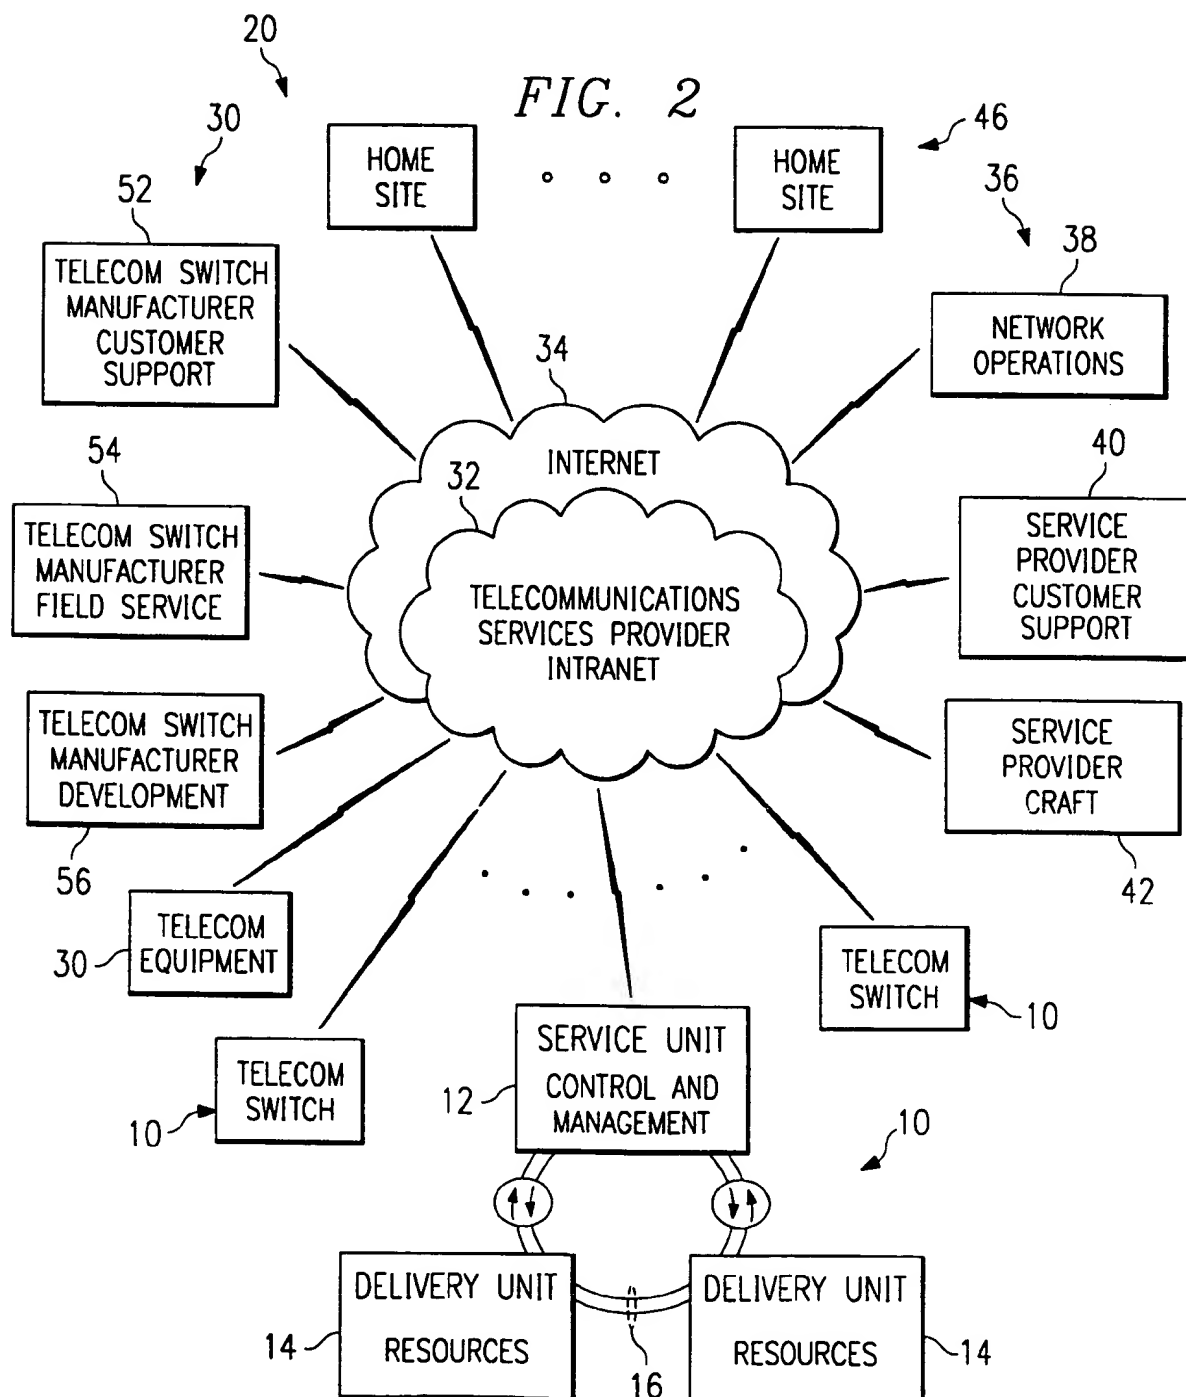 20
FIG. 2
30
46
HOME
SITE
HOME
SITE
36
52
38
TELECOM SWITCH
MANUFACTURER
CUSTOMER
SUPPORT
NETWORK
OPERATIONS
34
INTERNET
54
32
40
TELECOM SWITCH
MANUFACTURER
FIELD SERVICE
SERVICE
PROVIDER
CUSTOMER
SUPPORT
TELECOMMUNICATIONS
SERVICES PROVIDER
INTRANET
TELECOM SWITCH
MANUFACTURER
DEVELOPMENT
56
SERVICE
PROVIDER
CRAFT
42
TELECOM
EQUIPMENT
30
TELECOM
SWITCH
10
TELECOM
SWITCH
10
SERVICE UNIT
CONTROL AND
MANAGEMENT
12
10
DELIVERY UNIT
RESOURCES
14
DELIVERY UNIT
RESOURCES
14
16